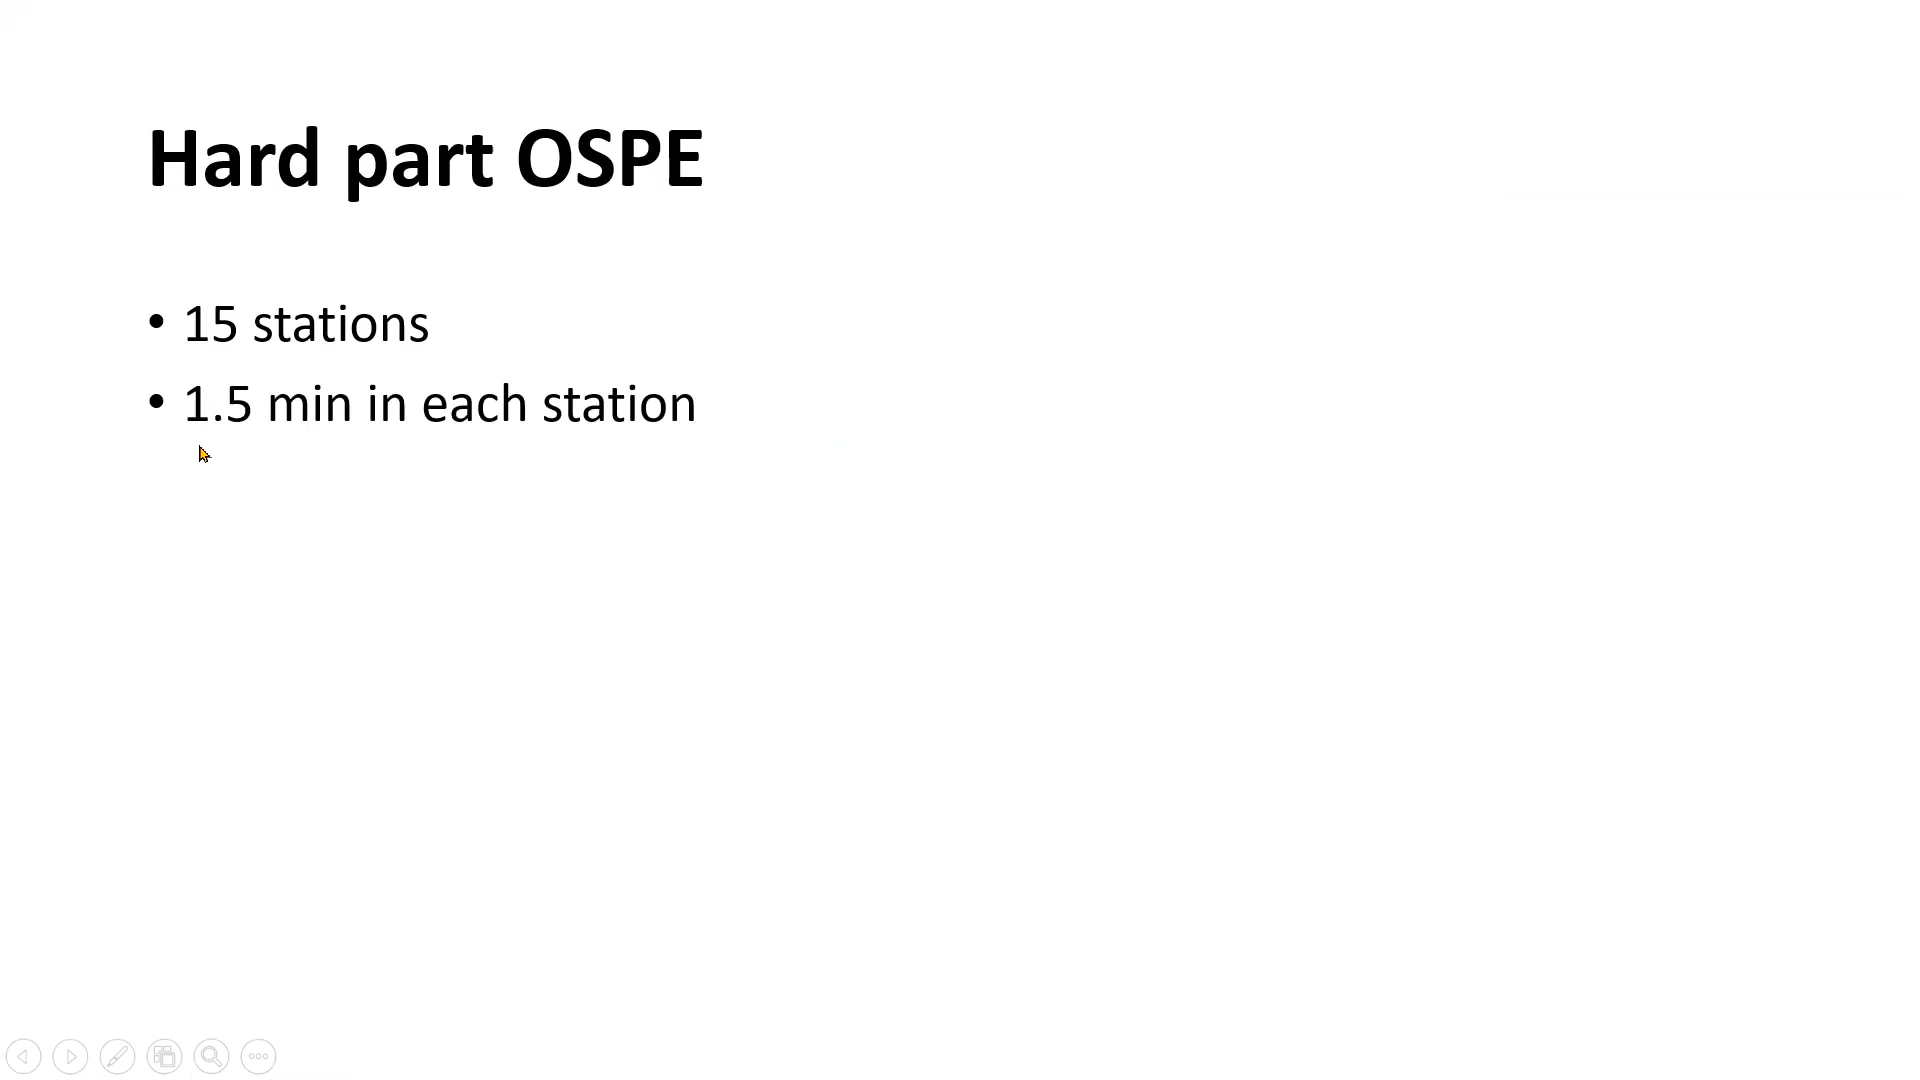 Hard part OSPE
• 15 stations
• 1.5 min in each station